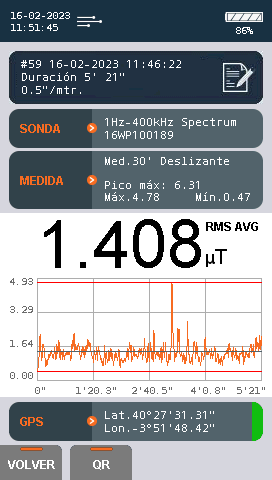 16-02-2023
11:51:45
86%
#59 16-02-2023 11:46:22
Duración 5' 21"
0.5"/mtr.
SONDA
1Hz-400kHz Spectrum
16WP100189
MEDIDA
Med.30' Deslizante
Pico máx: 6.31
Máx.4.78 Mín.0.47
1.408 RMS AVG
µT
4.93
3.29
1.64
0.00
0" 1'20.3" 2'40.5" 4'0.8" 5'21"
GPS
Lat.40°27'31.31"
Lon.-3°51'48.42"
VOLVER QR